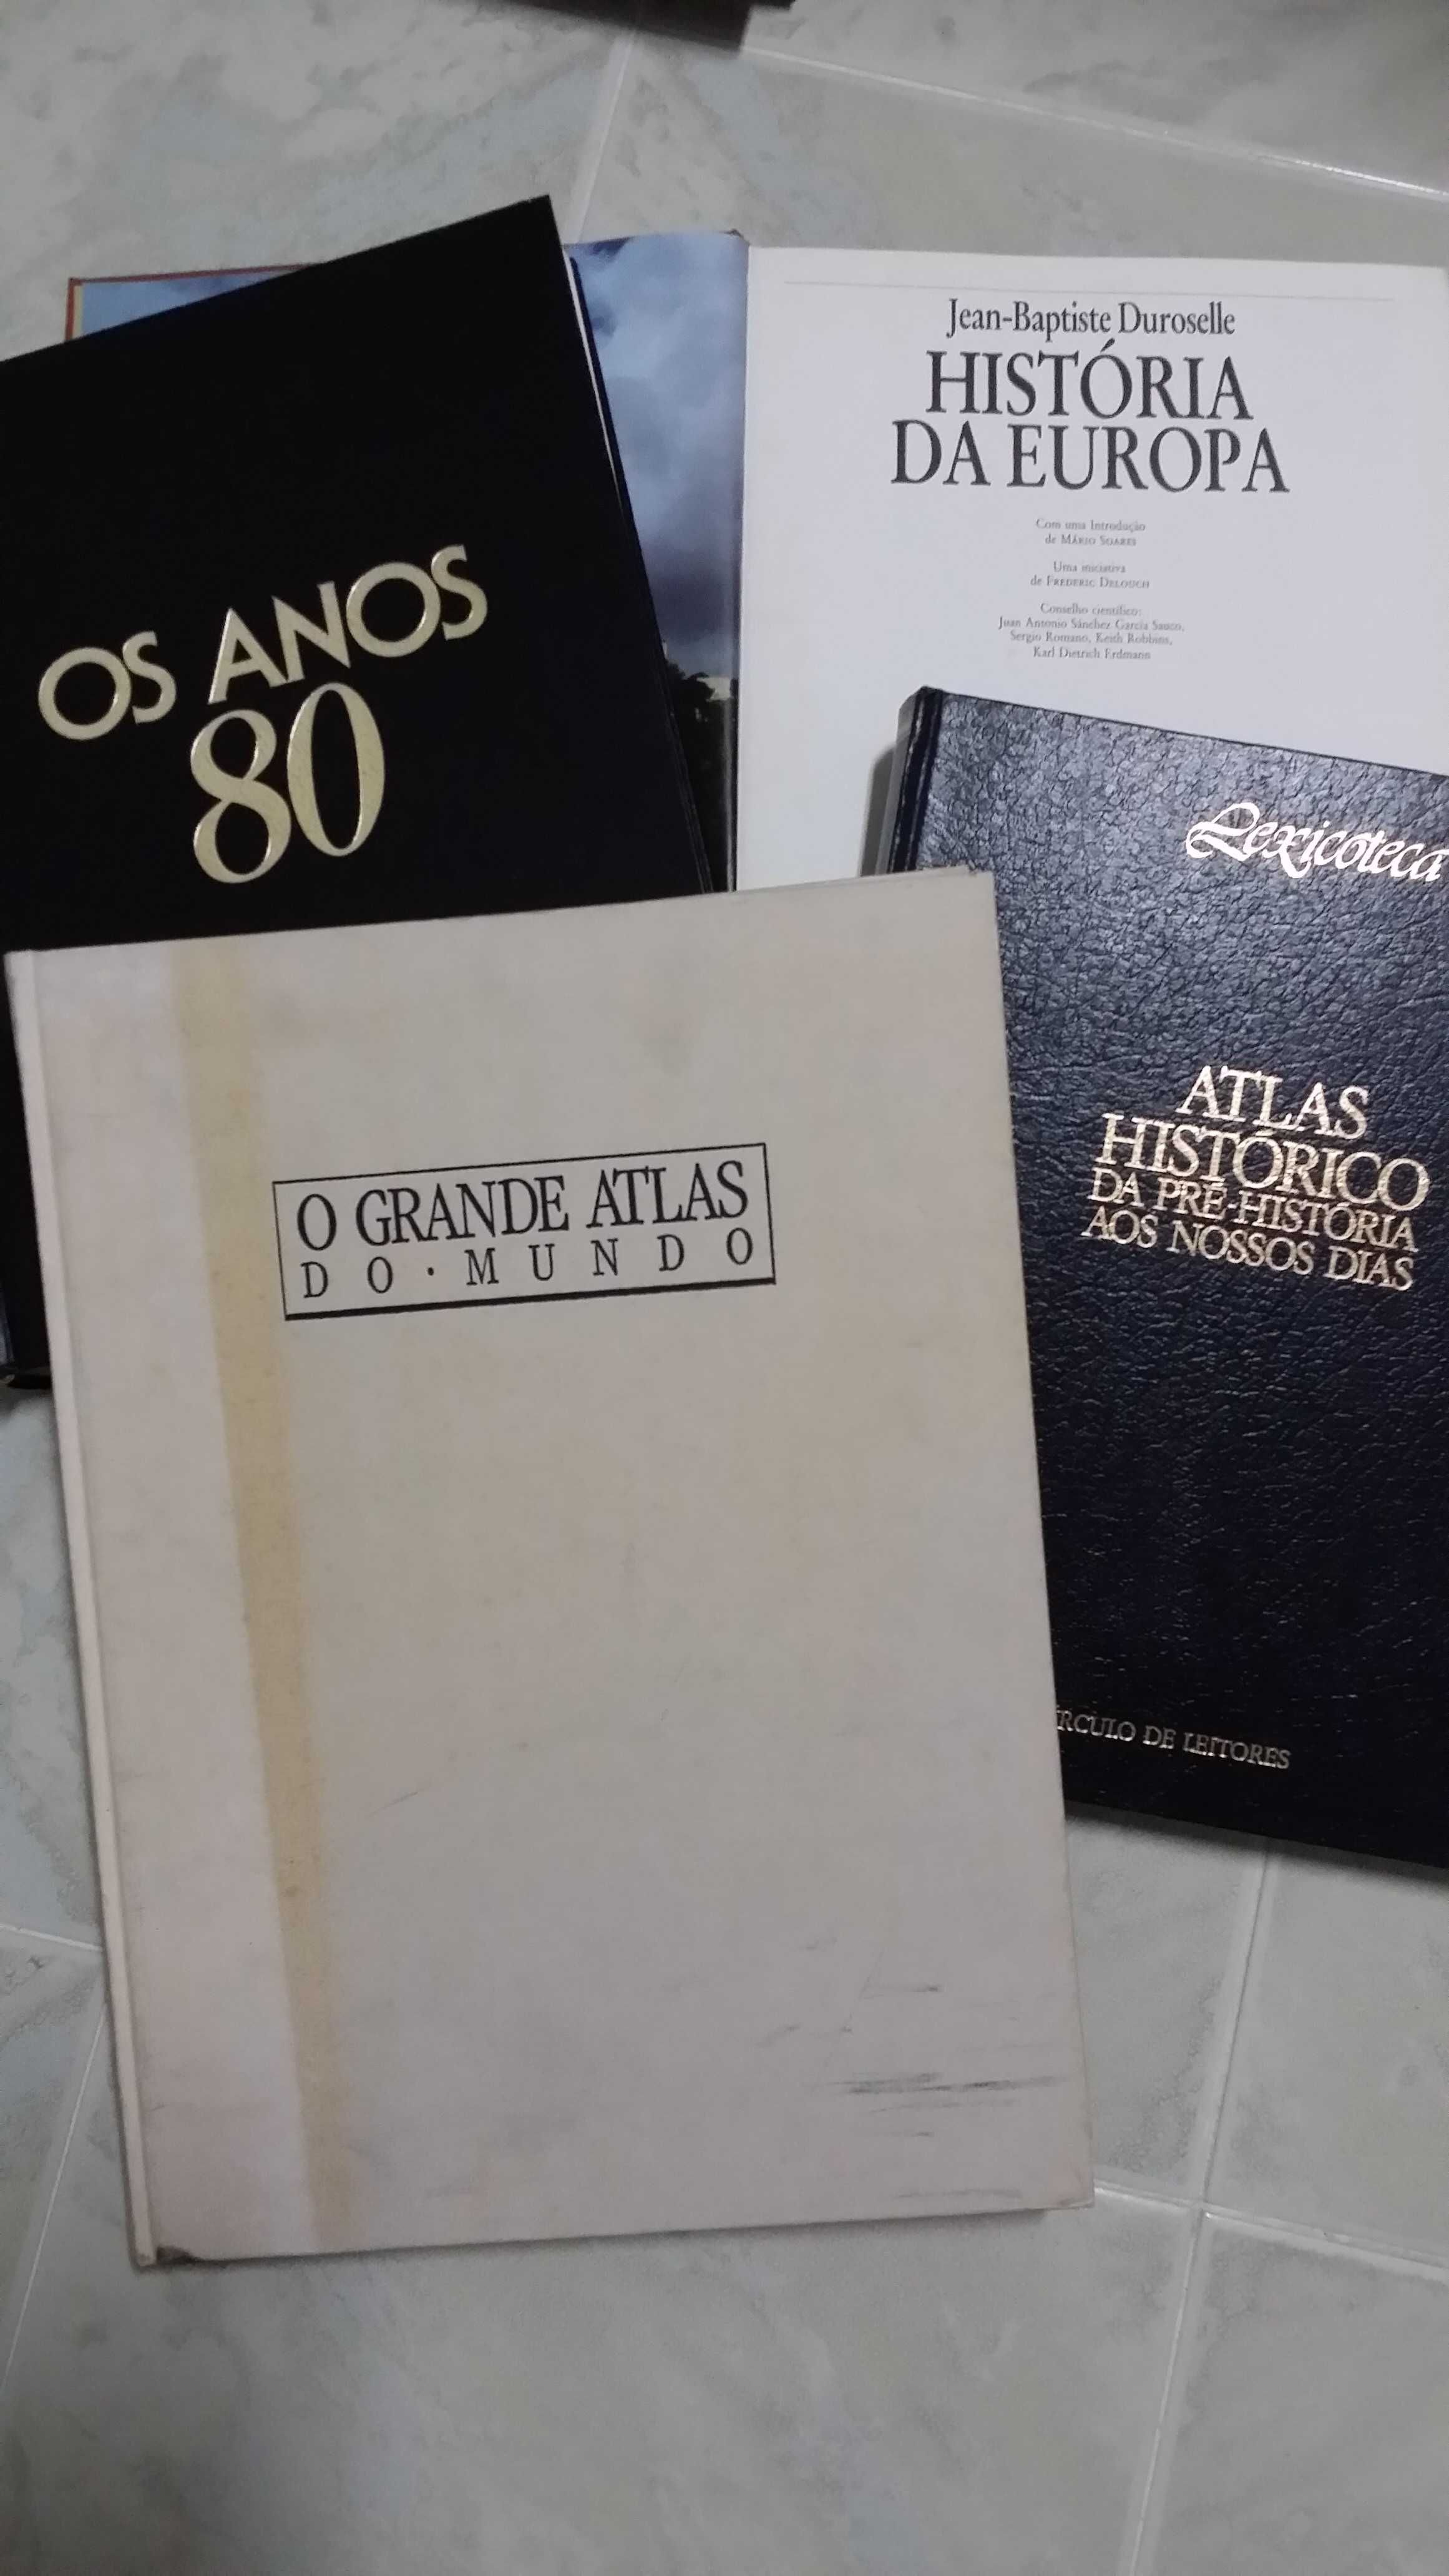 OS ANOS
80
Jean-Baptiste Duroselle
HISTÓRIA
DA EUROPA
Com uma Introdução
de MÁRIO SOARES
Uma iniciativa
de FREDERIC DELOUCH
Conselho científico:
Juan Antonio Sánchez García Sauco,
Sergio Romano, Keith Robbins,
Karl Dietrich Erdmann
Lexicoteca
ATLAS
HISTÓRICO
DA PRÉ-HISTÓRIA
AOS NOSSOS DIAS
ÍRCULO DE LEITORES
O GRANDE ATLAS
DO·MUNDO